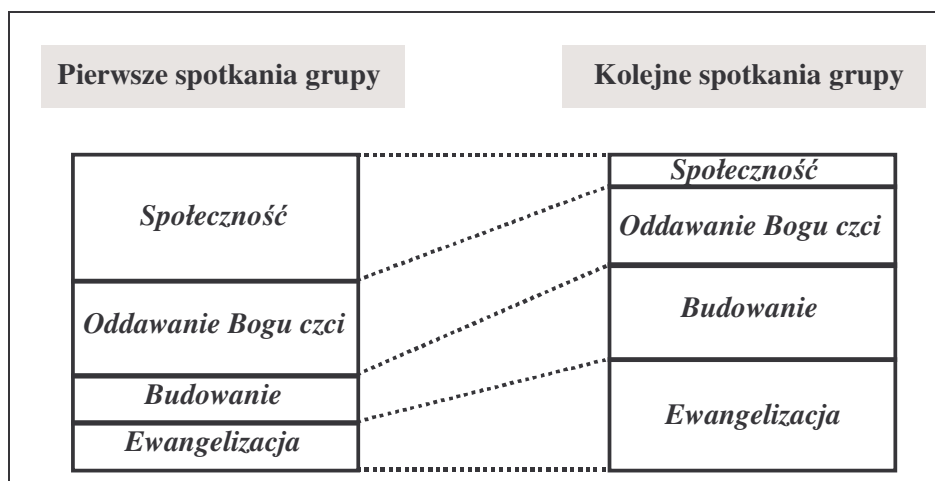 Pierwsze spotkania grupy
Kolejne spotkania grupy
Społeczność
Oddawanie Bogu czci
Budowanie
Ewangelizacja
Społeczność
Oddawanie Bogu czci
Budowanie
Ewangelizacja